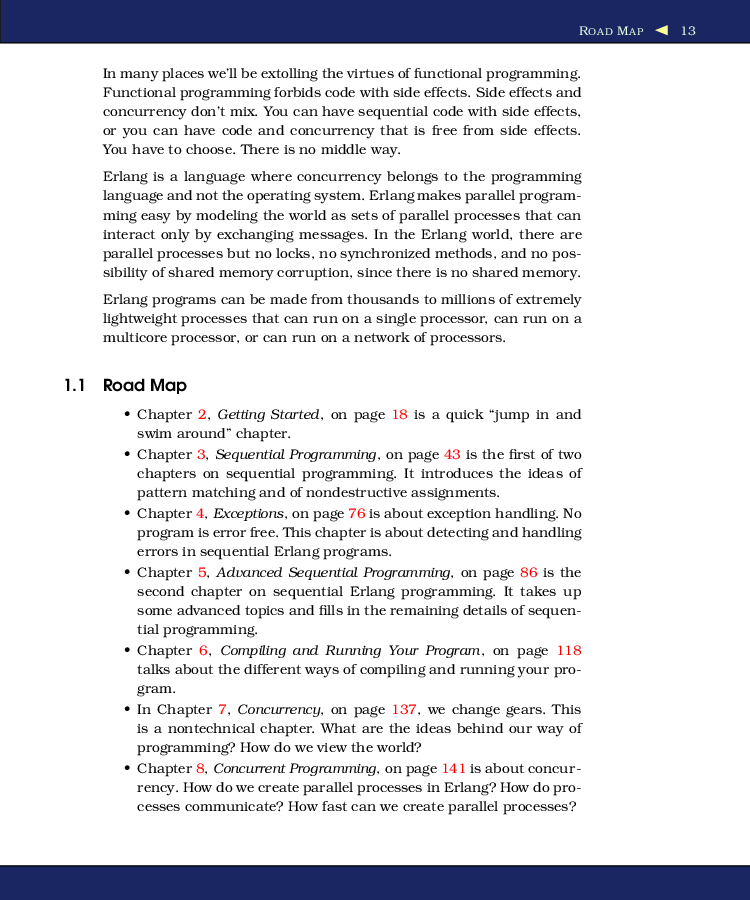 ROAD MAP ◀ 13
In many places we'll be extolling the virtues of functional programming.
Functional programming forbids code with side effects. Side effects and
concurrency don't mix. You can have sequential code with side effects,
or you can have code and concurrency that is free from side effects.
You have to choose. There is no middle way.
Erlang is a language where concurrency belongs to the programming
language and not the operating system. Erlang makes parallel program-
ming easy by modeling the world as sets of parallel processes that can
interact only by exchanging messages. In the Erlang world, there are
parallel processes but no locks, no synchronized methods, and no pos-
sibility of shared memory corruption, since there is no shared memory.
Erlang programs can be made from thousands to millions of extremely
lightweight processes that can run on a single processor, can run on a
multicore processor, or can run on a network of processors.
1.1 Road Map
• Chapter 2, Getting Started, on page 18 is a quick “jump in and
swim around” chapter.
• Chapter 3, Sequential Programming, on page 43 is the first of two
chapters on sequential programming. It introduces the ideas of
pattern matching and of nondestructive assignments.
• Chapter 4, Exceptions, on page 76 is about exception handling. No
program is error free. This chapter is about detecting and handling
errors in sequential Erlang programs.
• Chapter 5, Advanced Sequential Programming, on page 86 is the
second chapter on sequential Erlang programming. It takes up
some advanced topics and fills in the remaining details of sequen-
tial programming.
• Chapter 6, Compiling and Running Your Program, on page 118
talks about the different ways of compiling and running your pro-
gram.
• In Chapter 7, Concurrency, on page 137, we change gears. This
is a nontechnical chapter. What are the ideas behind our way of
programming? How do we view the world?
• Chapter 8, Concurrent Programming, on page 141 is about concur-
rency. How do we create parallel processes in Erlang? How do pro-
cesses communicate? How fast can we create parallel processes?